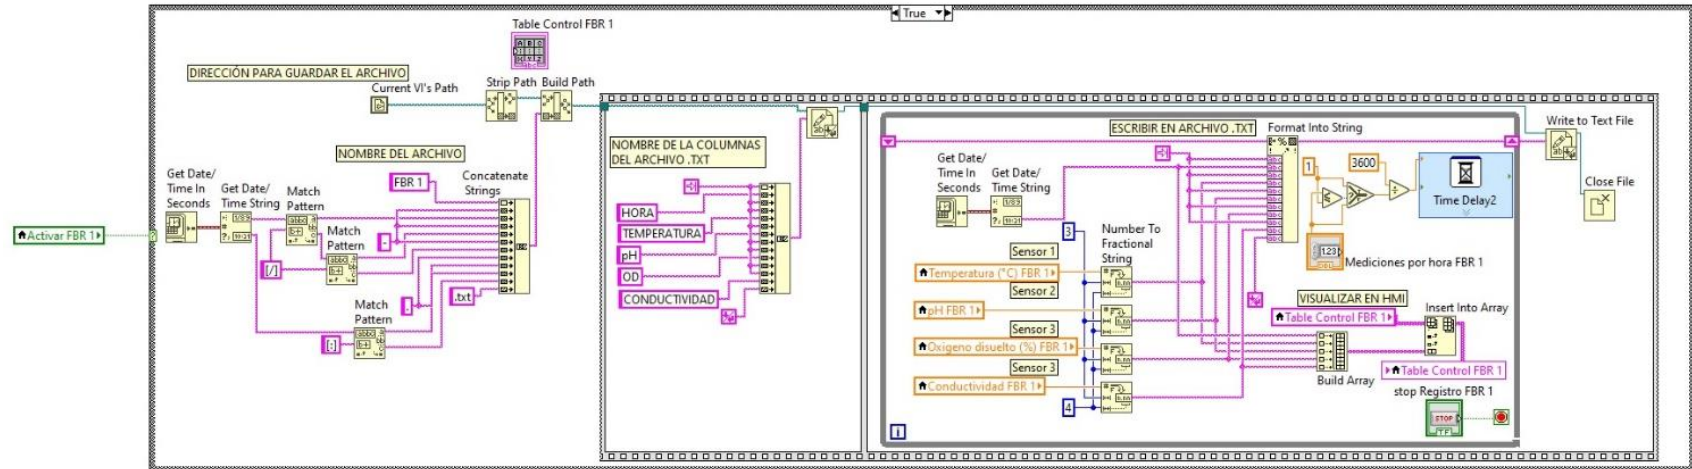 True
Table Control FBR 1
DIRECCIÓN PARA GUARDAR EL ARCHIVO
Current VI's Path
Strip Path
Build Path
NOMBRE DEL ARCHIVO
Get Date/
Time In
Seconds
Get Date/
Time String
Match
Pattern
Match
Pattern
Match
Pattern
FBR 1
Concatenate
Strings
-
[/]
.
.txt
[:]
Activar FBR 1
NOMBRE DE LA COLUMNAS
DEL ARCHIVO .TXT
HORA
TEMPERATURA
pH
OD
CONDUCTIVIDAD
ESCRIBIR EN ARCHIVO .TXT
Format Into String
Get Date/
Time In
Seconds
Get Date/
Time String
3
Number To
Fractional
String
Sensor 1
Temperatura (°C) FBR 1
Sensor 2
pH FBR 1
Sensor 3
Oxigeno disuelto (%) FBR 1
Sensor 3
Conductividad FBR 1
4
i
1
3600
Time Delay2
123
Mediciones por hora FBR 1
VISUALIZAR EN HMI
Table Control FBR 1
Insert Into Array
Build Array
Table Control FBR 1
stop Registro FBR 1
STOP
TF
Write to Text File
Close File